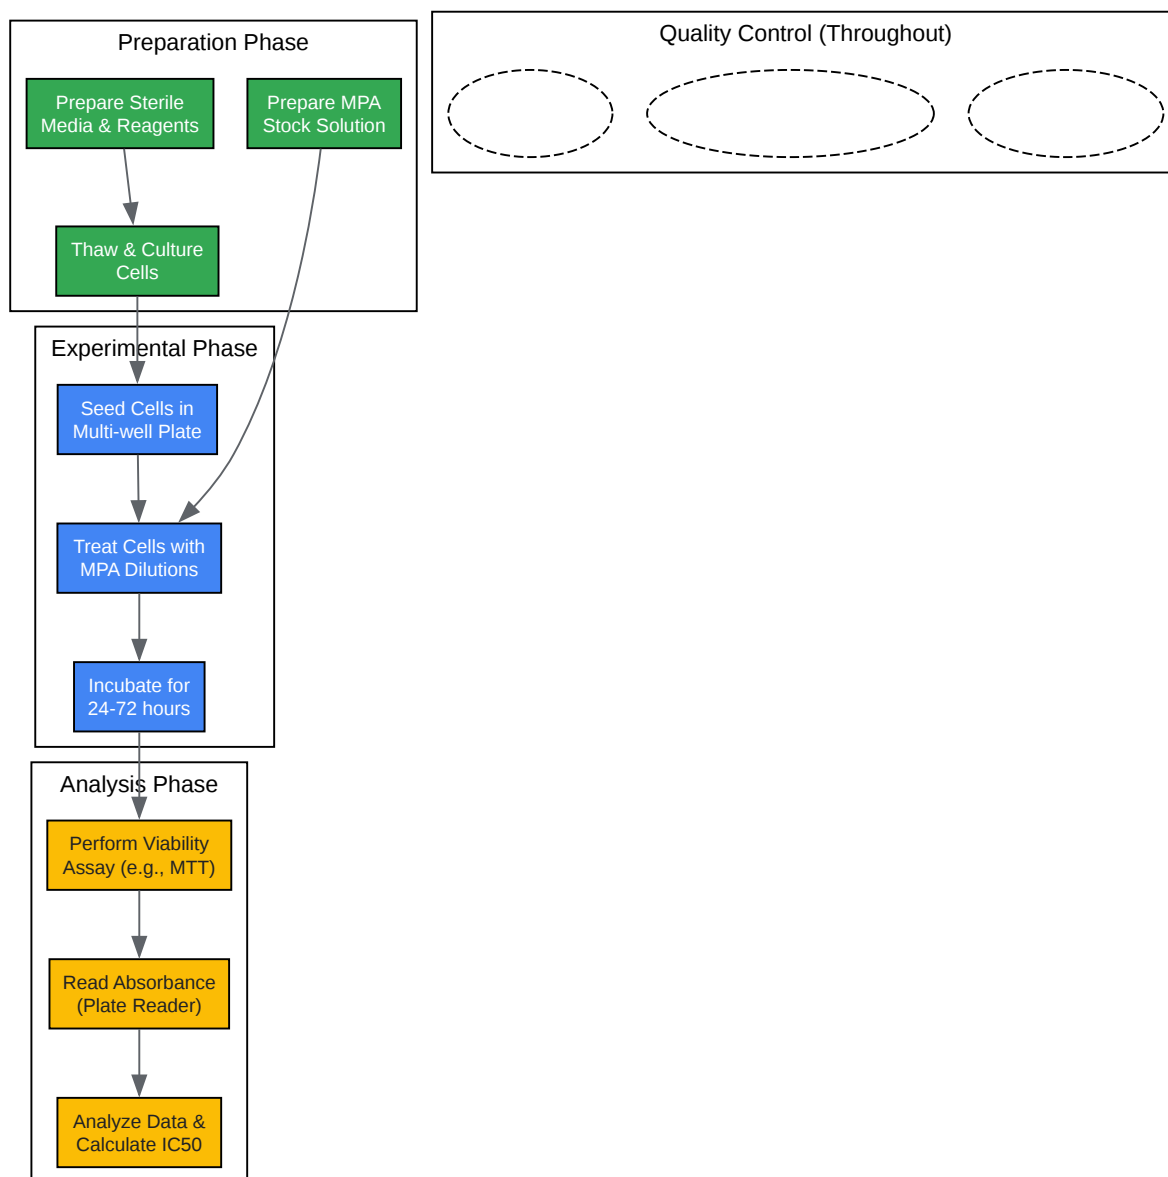 Preparation Phase
Prepare Sterile
Media & Reagents
Prepare MPA
Stock Solution
Thaw & Culture
Cells
Quality Control (Throughout)
Experimental Phase
Seed Cells in
Multi-well Plate
Treat Cells with
MPA Dilutions
Incubate for
24-72 hours
Analysis Phase
Perform Viability
Assay (e.g., MTT)
Read Absorbance
(Plate Reader)
Analyze Data &
Calculate IC50